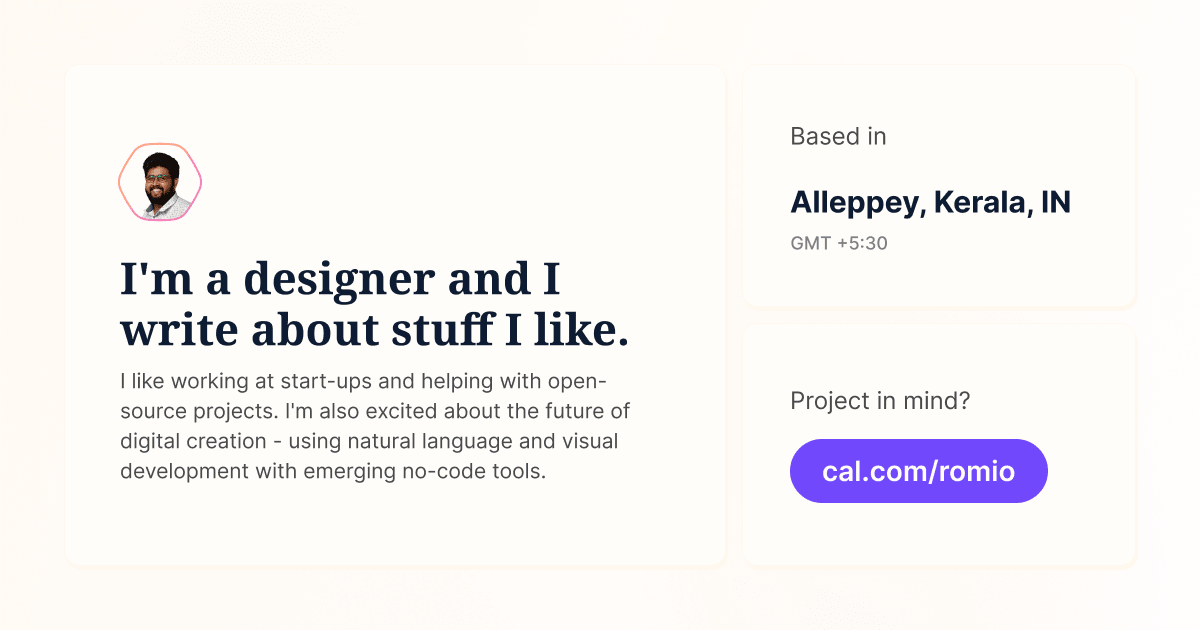 I'm a designer and I
write about stuff I like.
I like working at start-ups and helping with open-
source projects. I'm also excited about the future of
digital creation - using natural language and visual
development with emerging no-code tools.
Based in
Alleppey, Kerala, IN
GMT +5:30
Project in mind?
cal.com/romio